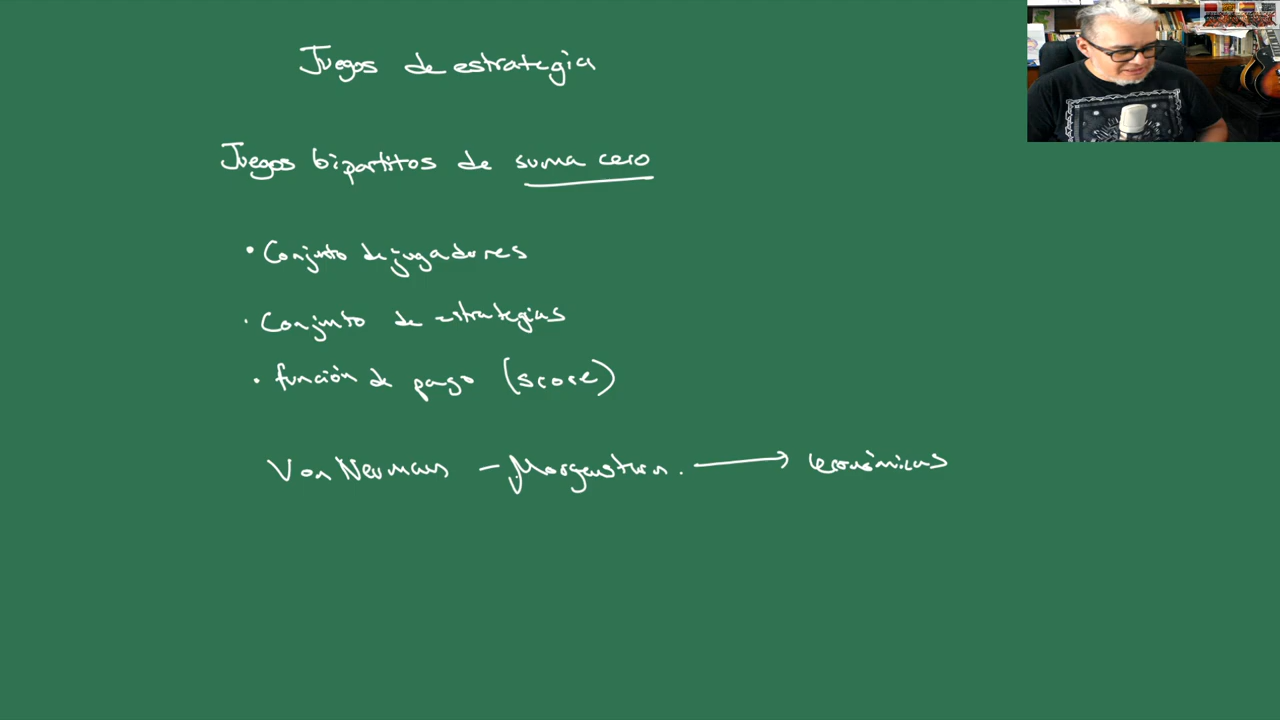 Juegos de estrategia
Juegos bipartitos de suma cero
• Conjunto de jugadores
• Conjunto de estrategias
• función de pago (score)
Von Neuman – Morgenstern. → económicas